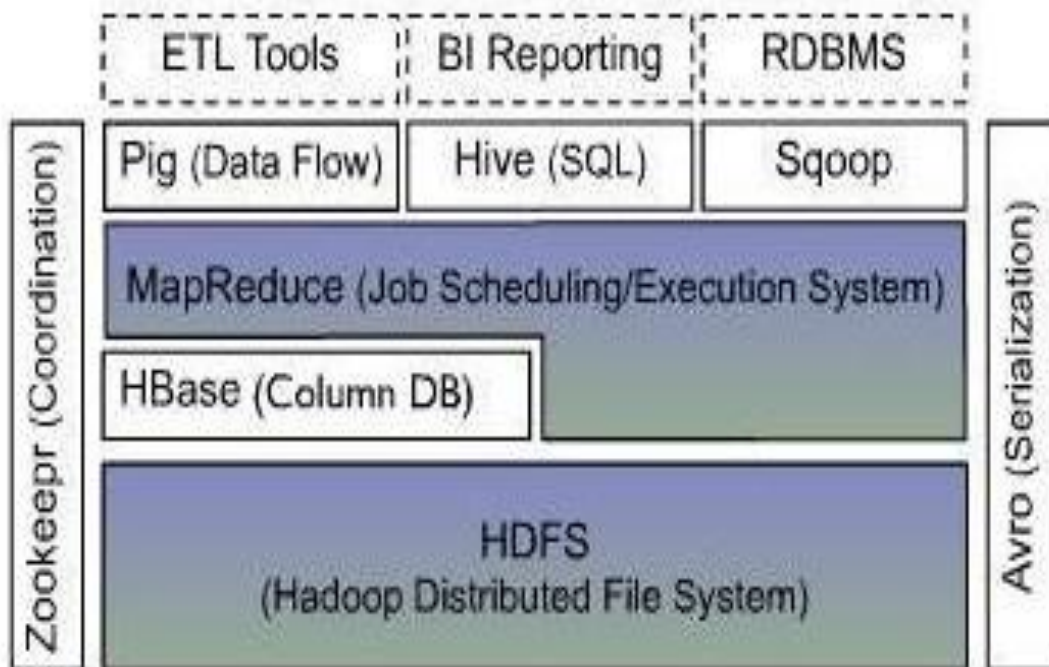 ETL Tools
BI Reporting
RDBMS
Zookeepr (Coordination)
Pig (Data Flow)
Hive (SQL)
Sqoop
Avro (Serialization)
MapReduce (Job Scheduling/Execution System)
HBase (Column DB)
HDFS
(Hadoop Distributed File System)